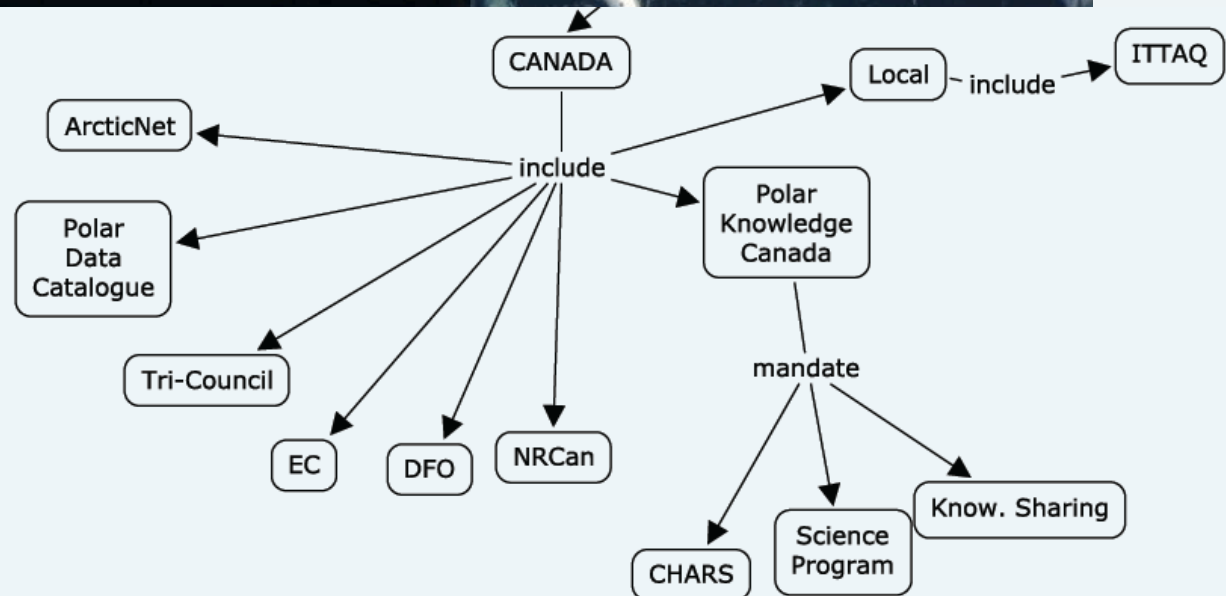 CANADA
Local
include
ITTAQ
ArcticNet
include
Polar
Knowledge
Canada
Polar
Data
Catalogue
Tri-Council
mandate
EC
DFO
NRCan
Know. Sharing
Science
Program
CHARS